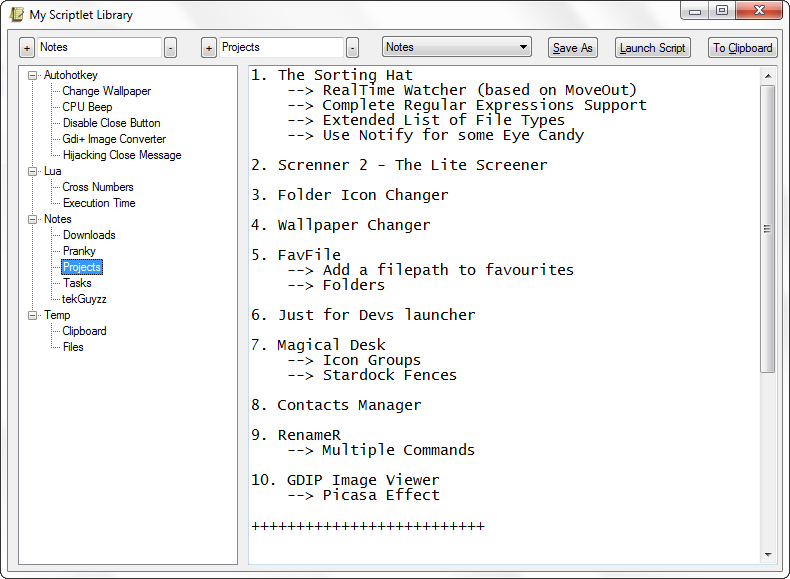 My Scriptlet Library
+ Notes - + Projects - Notes Save As Launch Script To Clipboard
Autohotkey
Change Wallpaper
CPU Beep
Disable Close Button
Gdi+ Image Converter
Hijacking Close Message
Lua
Cross Numbers
Execution Time
Notes
Downloads
Pranky
Projects
Tasks
tekGuyzz
Temp
Clipboard
Files
1. The Sorting Hat
--> RealTime Watcher (based on MoveOut)
--> Complete Regular Expressions Support
--> Extended List of File Types
--> Use Notify for some Eye Candy
2. Screnner 2 - The Lite Screener
3. Folder Icon Changer
4. Wallpaper Changer
5. FavFile
--> Add a filepath to favourites
--> Folders
6. Just for Devs launcher
7. Magical Desk
--> Icon Groups
--> Stardock Fences
8. Contacts Manager
9. RenameR
--> Multiple Commands
10. GDIP Image Viewer
--> Picasa Effect
++++++++++++++++++++++++++